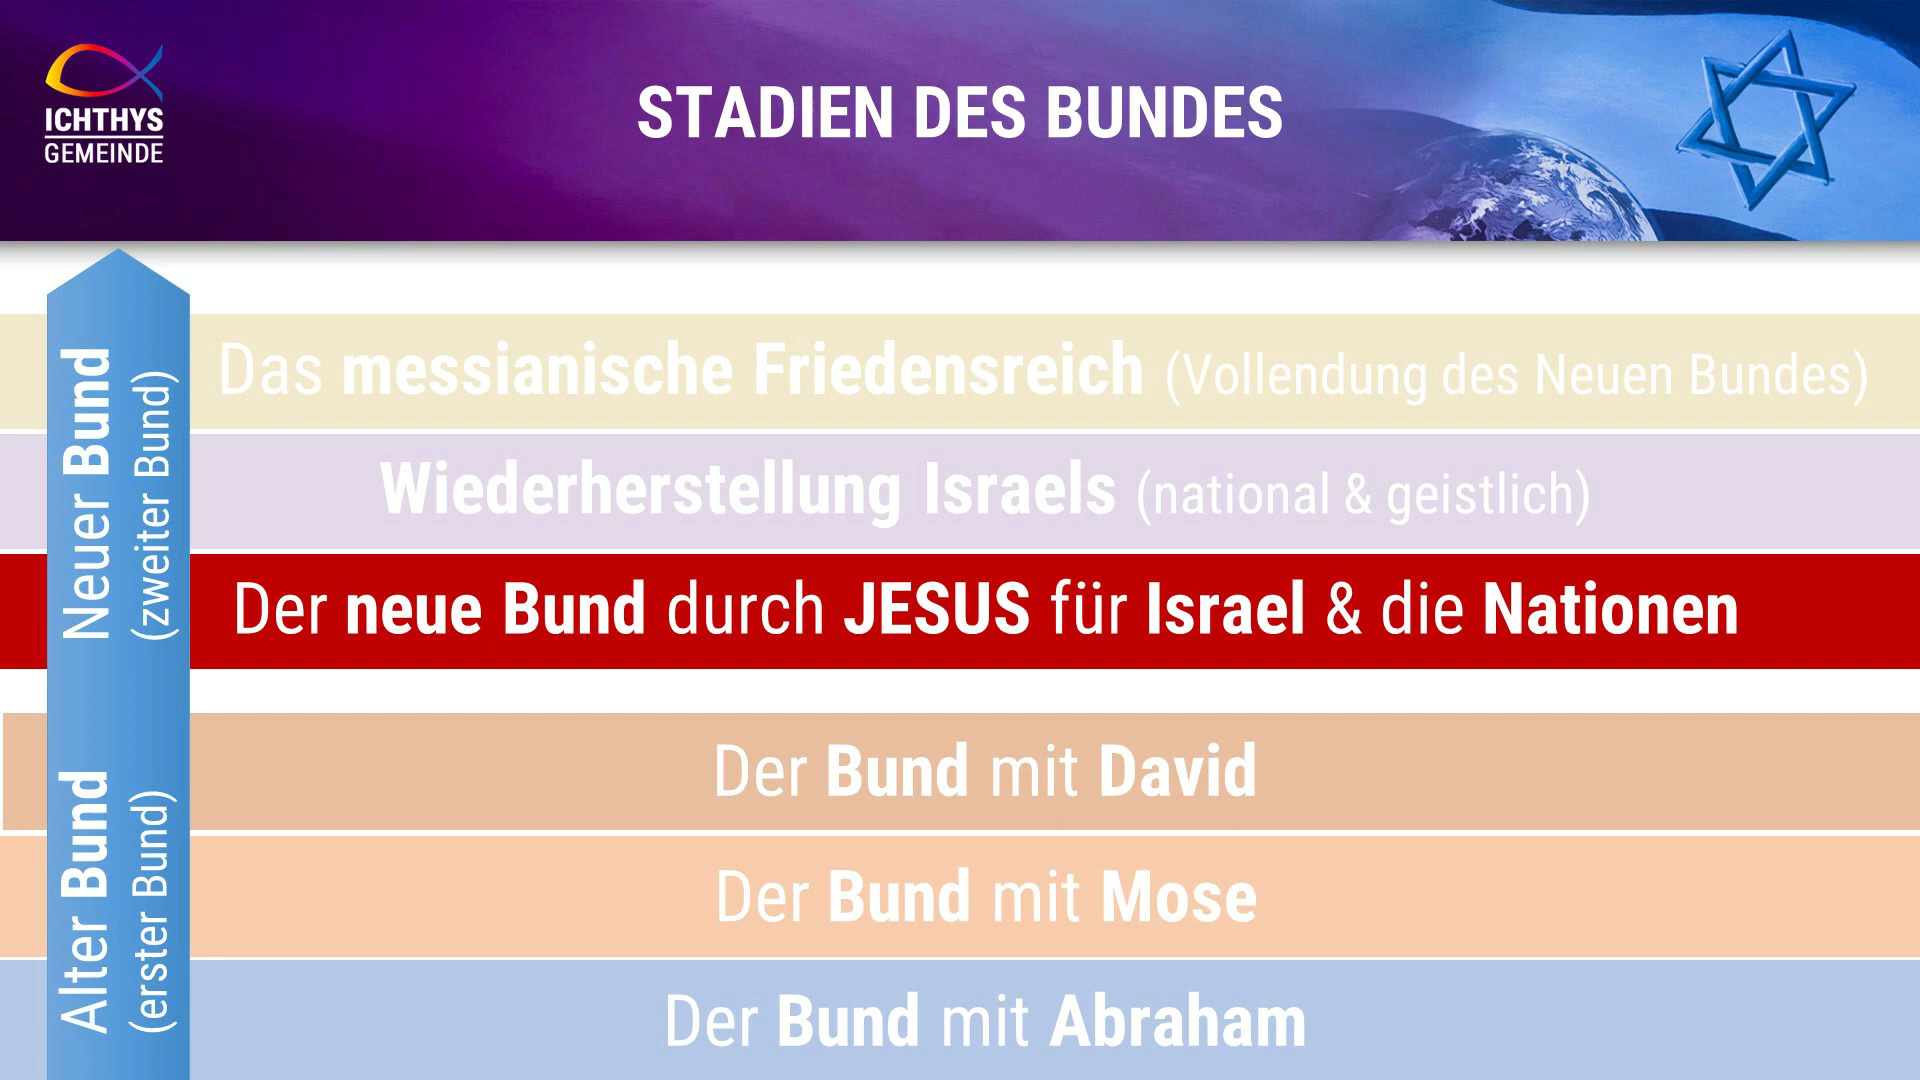 ICHTHYS
GEMEINDE
STADIEN DES BUNDES
Neuer Bund
(zweiter Bund)
Das messianische Friedensreich (Vollendung des Neuen Bundes)
Wiederherstellung Israels (national & geistlich)
Der neue Bund durch JESUS für Israel & die Nationen
Alter Bund
(erster Bund)
Der Bund mit David
Der Bund mit Mose
Der Bund mit Abraham